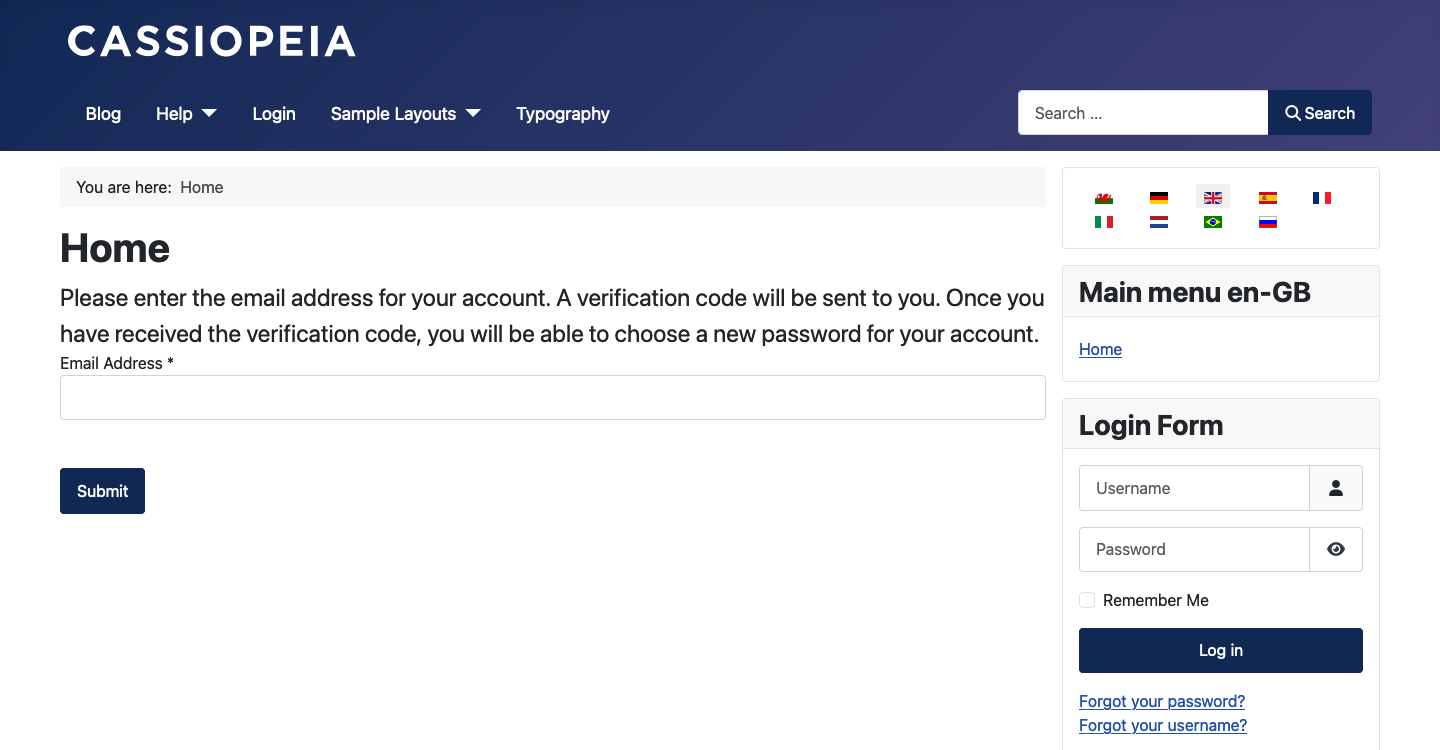 CASSIOPEIA
Blog Help Login Sample Layouts Typography
Search ... Search
You are here: Home
Home
Please enter the email address for your account. A verification code will be sent to you. Once you
have received the verification code, you will be able to choose a new password for your account.
Email Address *
Submit
Main menu en-GB
Home
Login Form
Username
Password
Remember Me
Log in
Forgot your password?
Forgot your username?